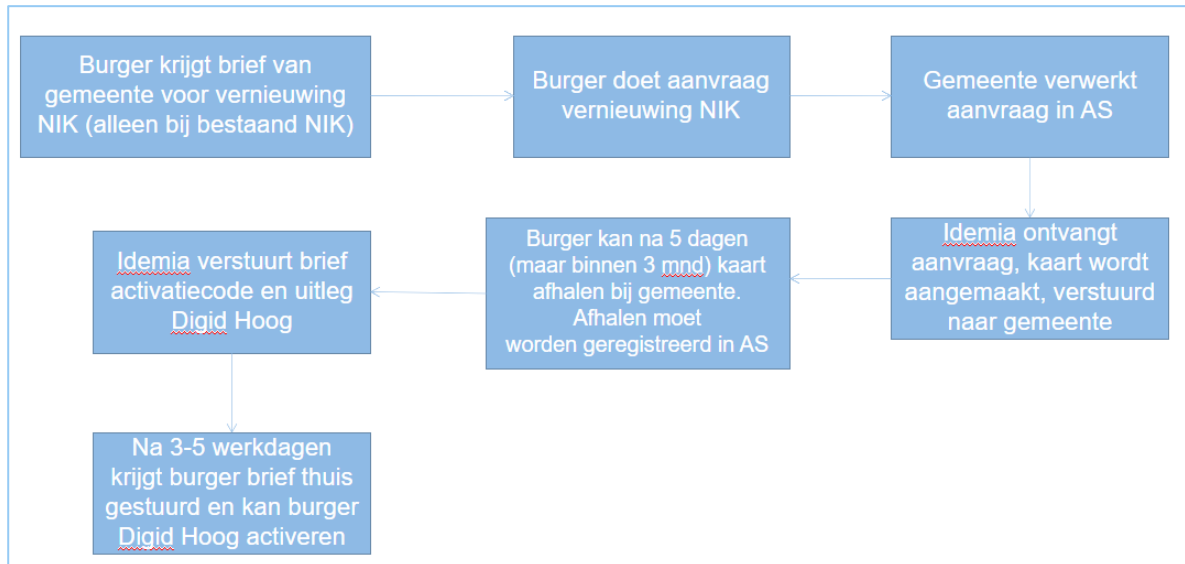 Burger krijgt brief van
gemeente voor vernieuwing
NIK (alleen bij bestaand NIK)
Burger doet aanvraag
vernieuwing NIK
Gemeente verwerkt
aanvraag in AS
Idemia ontvangt
aanvraag, kaart wordt
aangemaakt, verstuurd
naar gemeente
Burger kan na 5 dagen
(maar binnen 3 mnd) kaart
afhalen bij gemeente.
Afhalen moet
worden geregistreerd in AS
Idemia verstuurt brief
activatiecode en uitleg
Digid Hoog
Na 3-5 werkdagen
krijgt burger brief thuis
gestuurd en kan burger
Digid Hoog activeren